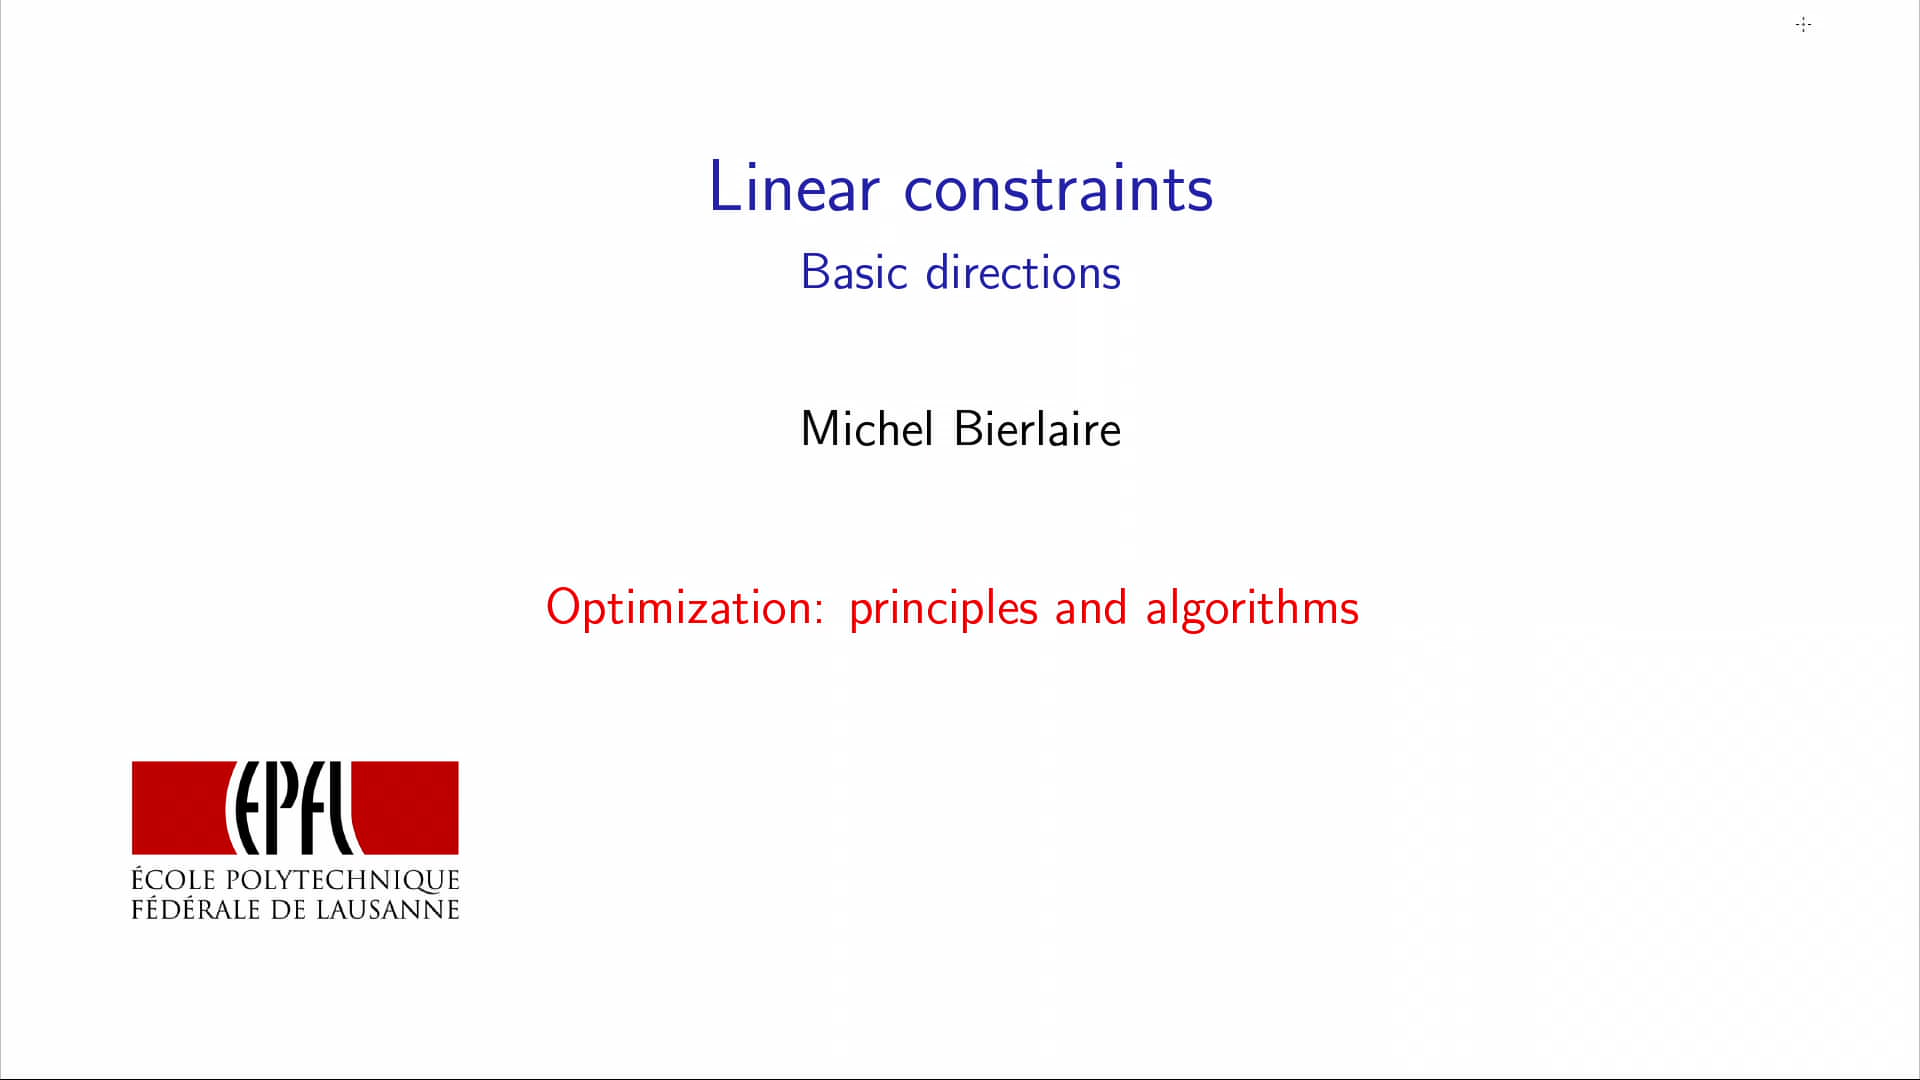 Linear constraints
Basic directions
Michel Bierlaire
Optimization: principles and algorithms
EPFL
ÉCOLE POLYTECHNIQUE
FÉDÉRALE DE LAUSANNE